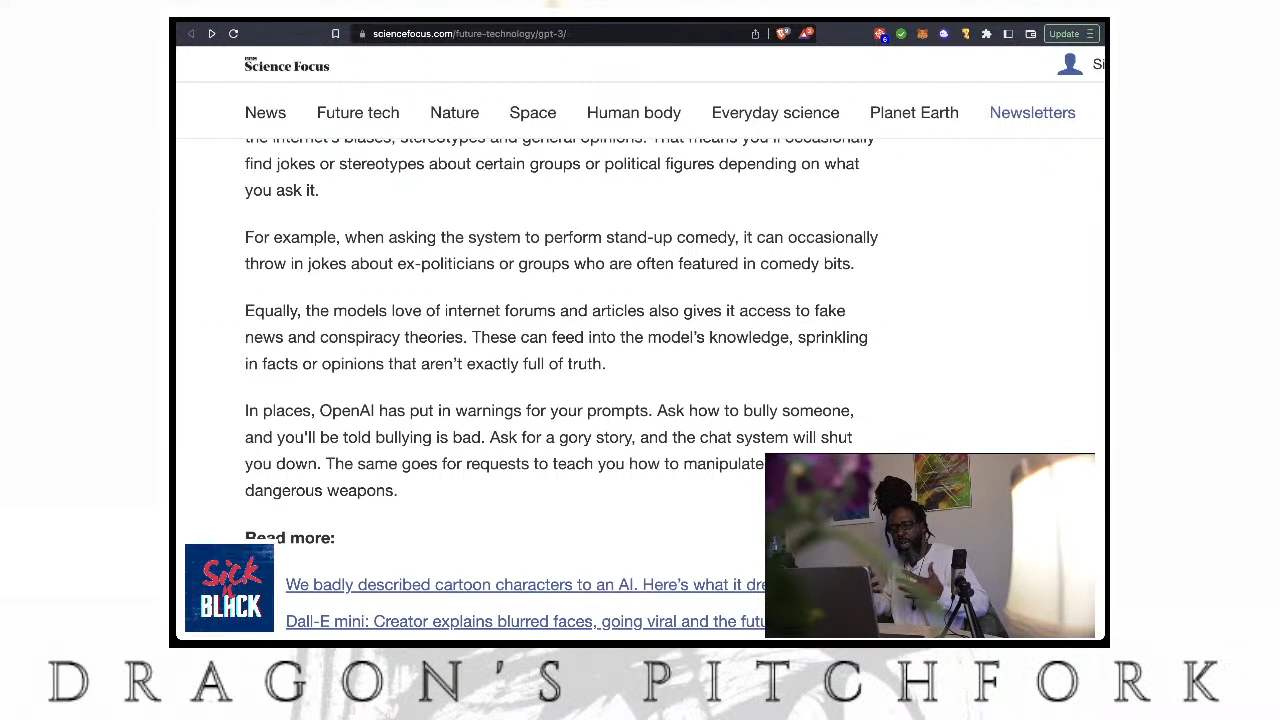 sciencefocus.com/future-technology/gpt-3/
6
Update
BBC
Science Focus
Si
News Future tech Nature Space Human body Everyday science Planet Earth Newsletters
the internet's biases, stereotypes and general opinions. That means you'll occasionally
find jokes or stereotypes about certain groups or political figures depending on what
you ask it.
For example, when asking the system to perform stand-up comedy, it can occasionally
throw in jokes about ex-politicians or groups who are often featured in comedy bits.
Equally, the models love of internet forums and articles also gives it access to fake
news and conspiracy theories. These can feed into the model's knowledge, sprinkling
in facts or opinions that aren't exactly full of truth.
In places, OpenAI has put in warnings for your prompts. Ask how to bully someone,
and you'll be told bullying is bad. Ask for a gory story, and the chat system will shut
you down. The same goes for requests to teach you how to manipulate
dangerous weapons.
Read more:
We badly described cartoon characters to an AI. Here's what it dre
Dall-E mini: Creator explains blurred faces, going viral and the futu
Sick
n
BLACK
DRAGON'S PITCHFORK